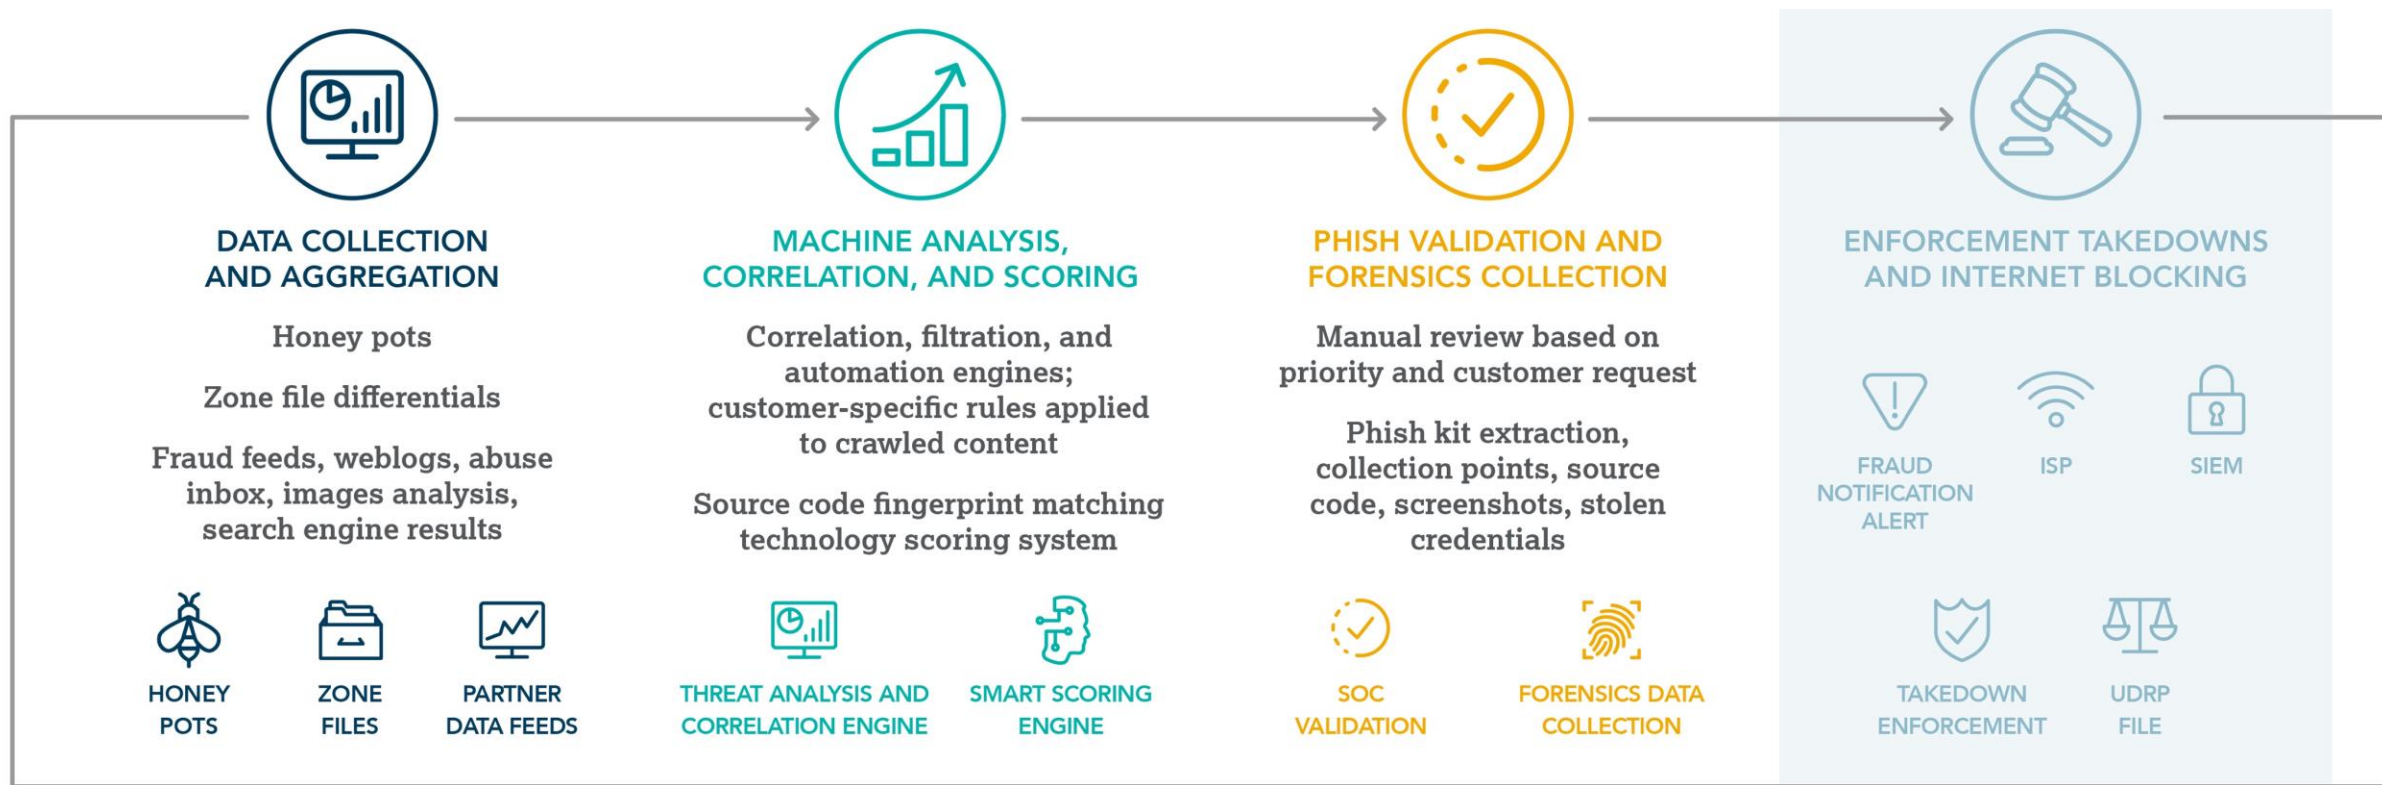 DATA COLLECTION
AND AGGREGATION
Honey pots
Zone file differentials
Fraud feeds, weblogs, abuse
inbox, images analysis,
search engine results
HONEY
POTS
ZONE
FILES
PARTNER
DATA FEEDS
MACHINE ANALYSIS,
CORRELATION, AND SCORING
Correlation, filtration, and
automation engines;
customer-specific rules applied
to crawled content
Source code fingerprint matching
technology scoring system
THREAT ANALYSIS AND
CORRELATION ENGINE
SMART SCORING
ENGINE
PHISH VALIDATION AND
FORENSICS COLLECTION
Manual review based on
priority and customer request
Phish kit extraction,
collection points, source
code, screenshots, stolen
credentials
SOC
VALIDATION
FORENSICS DATA
COLLECTION
ENFORCEMENT TAKEDOWNS
AND INTERNET BLOCKING
FRAUD
NOTIFICATION
ALERT
ISP
SIEM
TAKEDOWN
ENFORCEMENT
UDRP
FILE